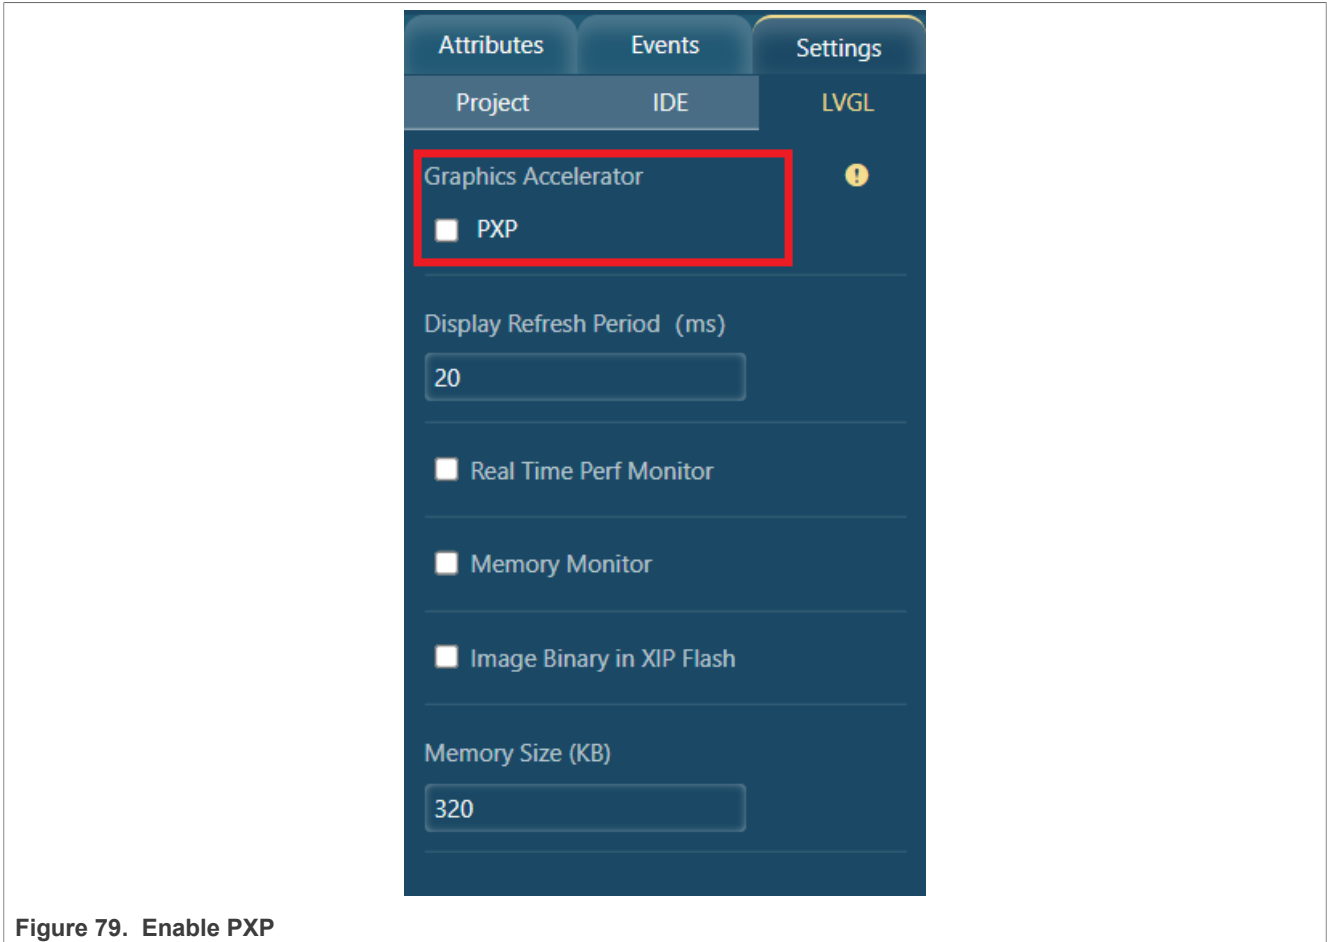 Attributes Events Settings
Project IDE LVGL
Graphics Accelerator
PXP
Display Refresh Period (ms)
20
Real Time Perf Monitor
Memory Monitor
Image Binary in XIP Flash
Memory Size (KB)
320
Figure 79. Enable PXP